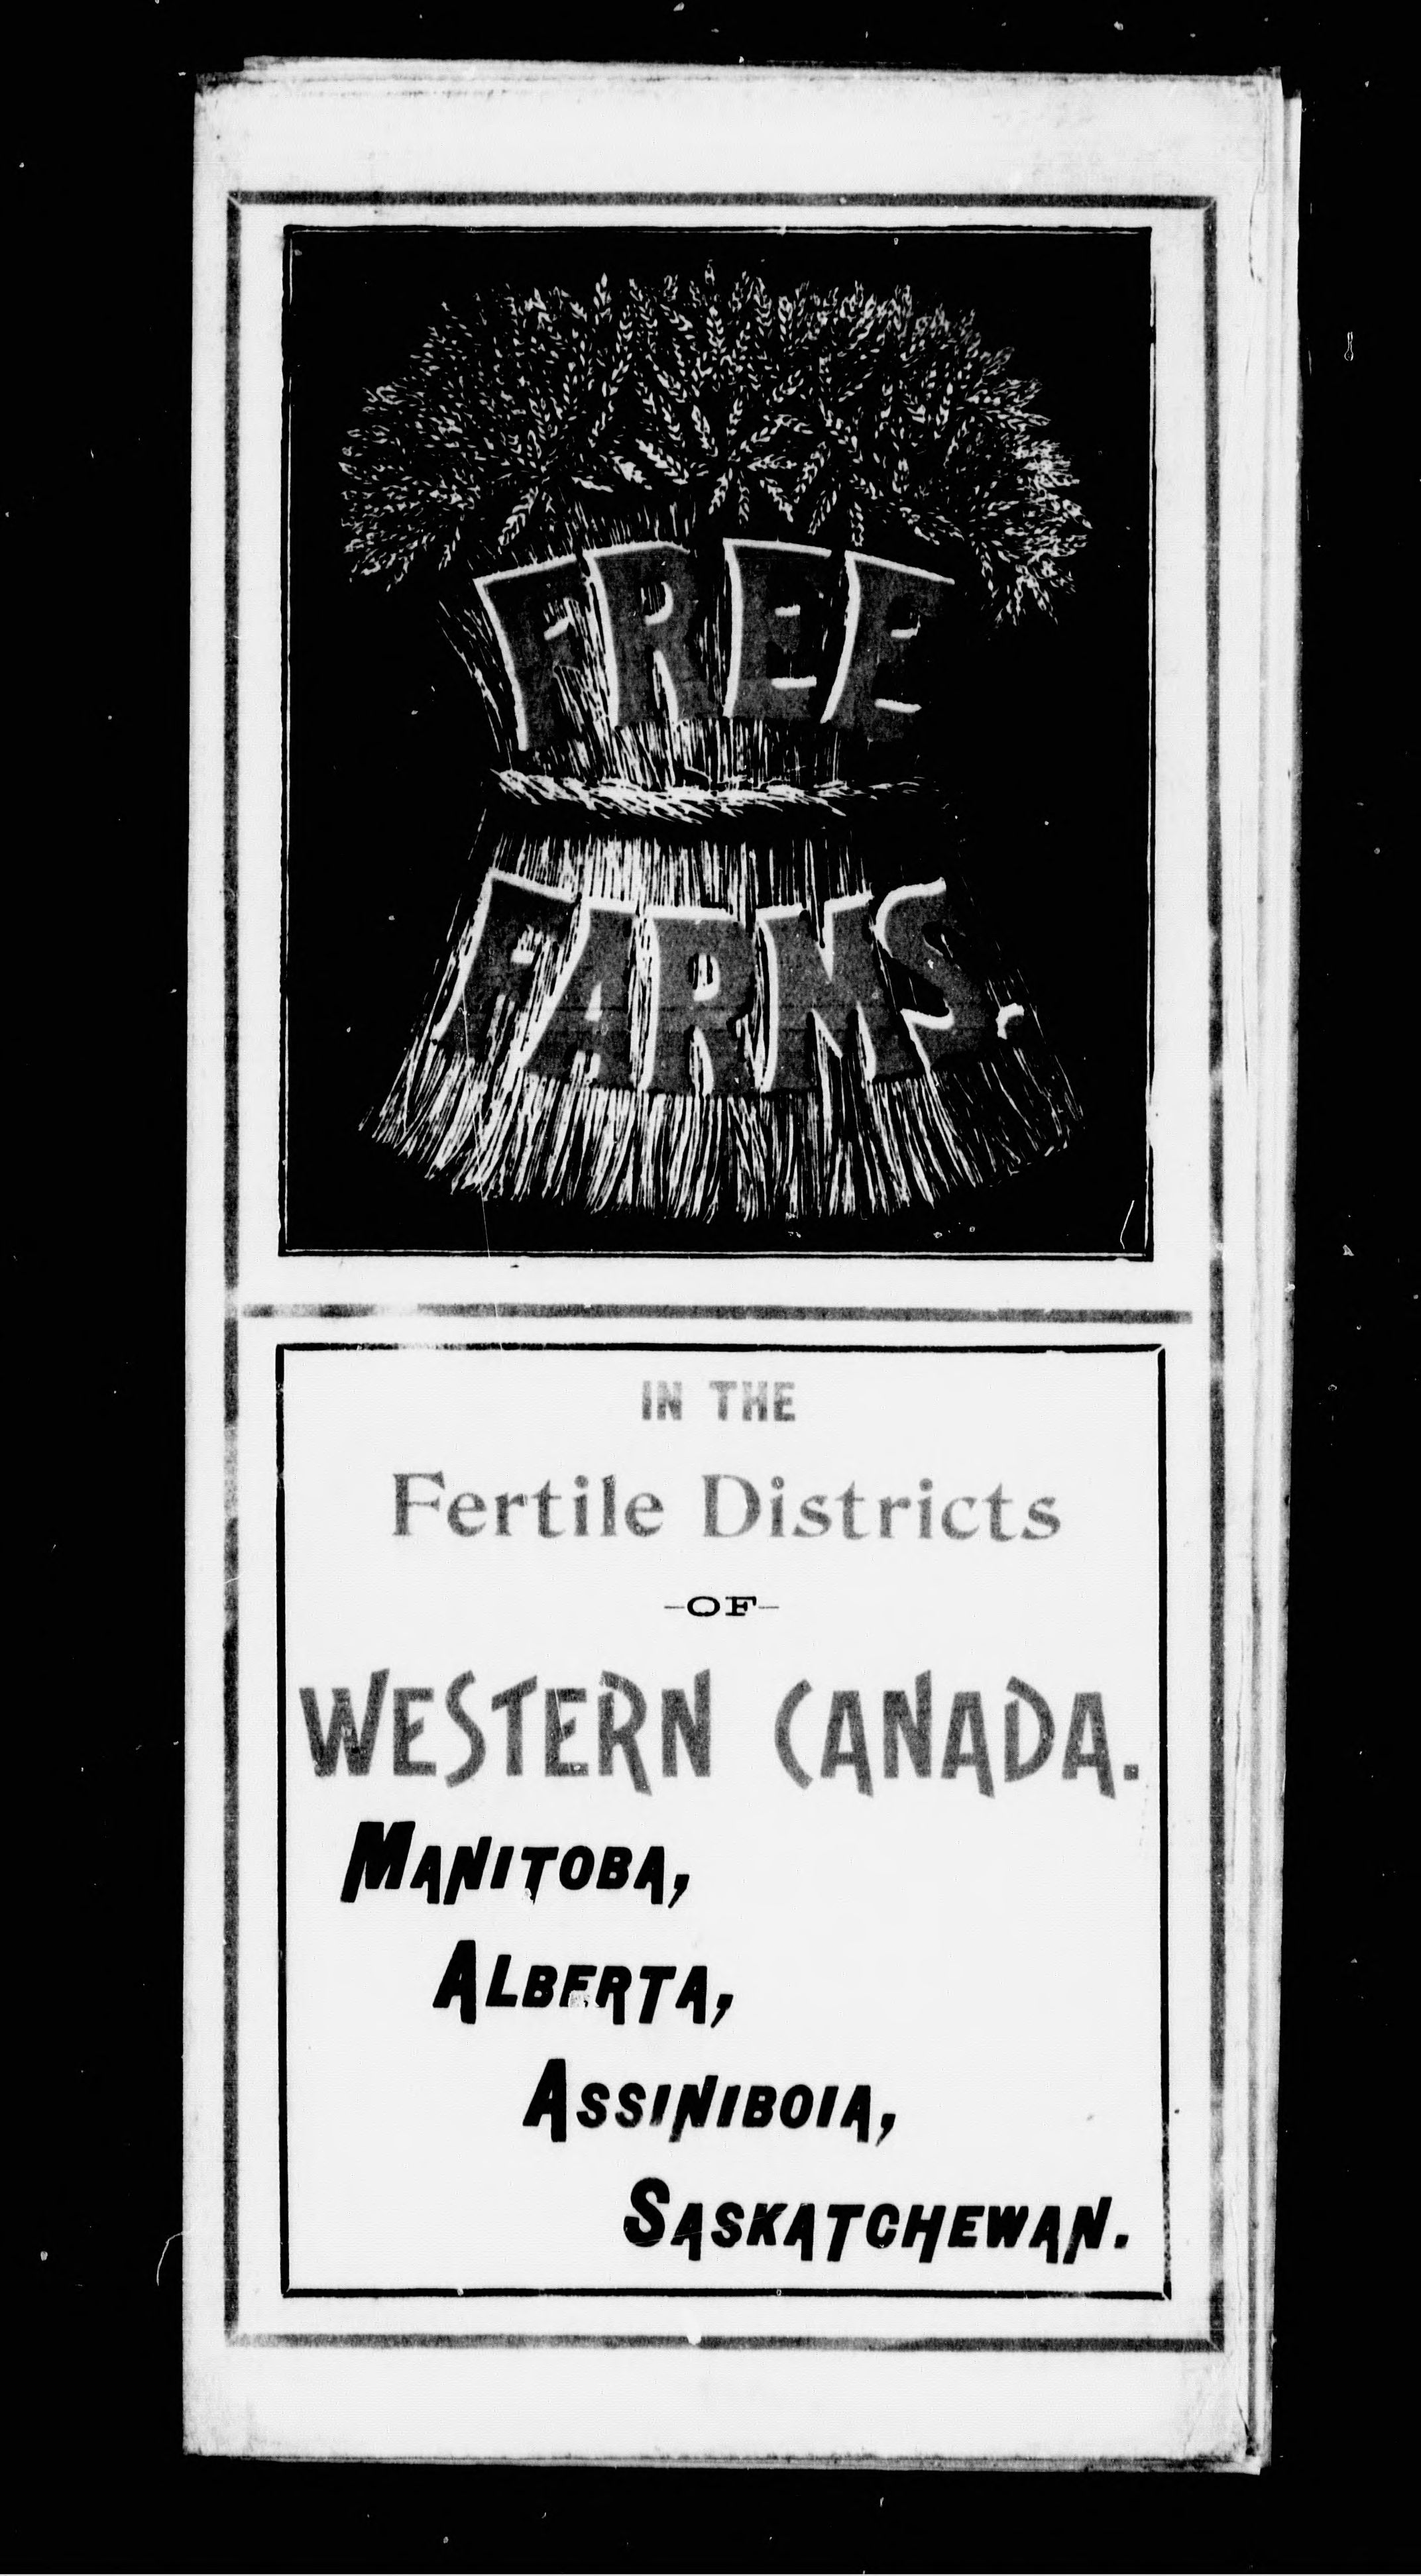 FREE
FARMS.
IN THE
Fertile Districts
-OF-
WESTERN CANADA.
MANITOBA,
ALBERTA,
ASSINIBOIA,
SASKATCHEWAN.